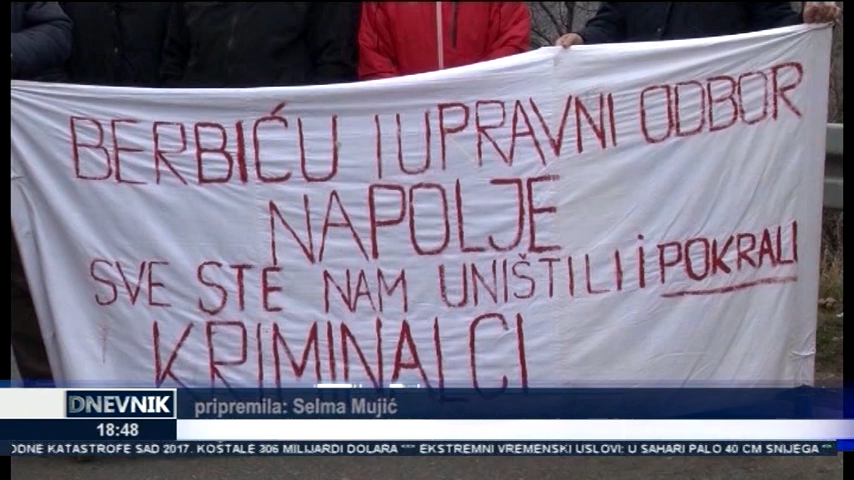 BERBIĆU I UPRAVNI ODBOR
NAPOLJE
SVE STE NAM UNIŠTILI i POKRALI
KRIMINALCI
DNEVNIK
pripremila: Selma Mujić
18:48
ODNE KATASTROFE SAD 2017. KOŠTALE 306 MILIJARDI DOLARA EKSTREMNI VREMENSKI USLOVI: U SAHARI PALO 40 CM SNIJEGA